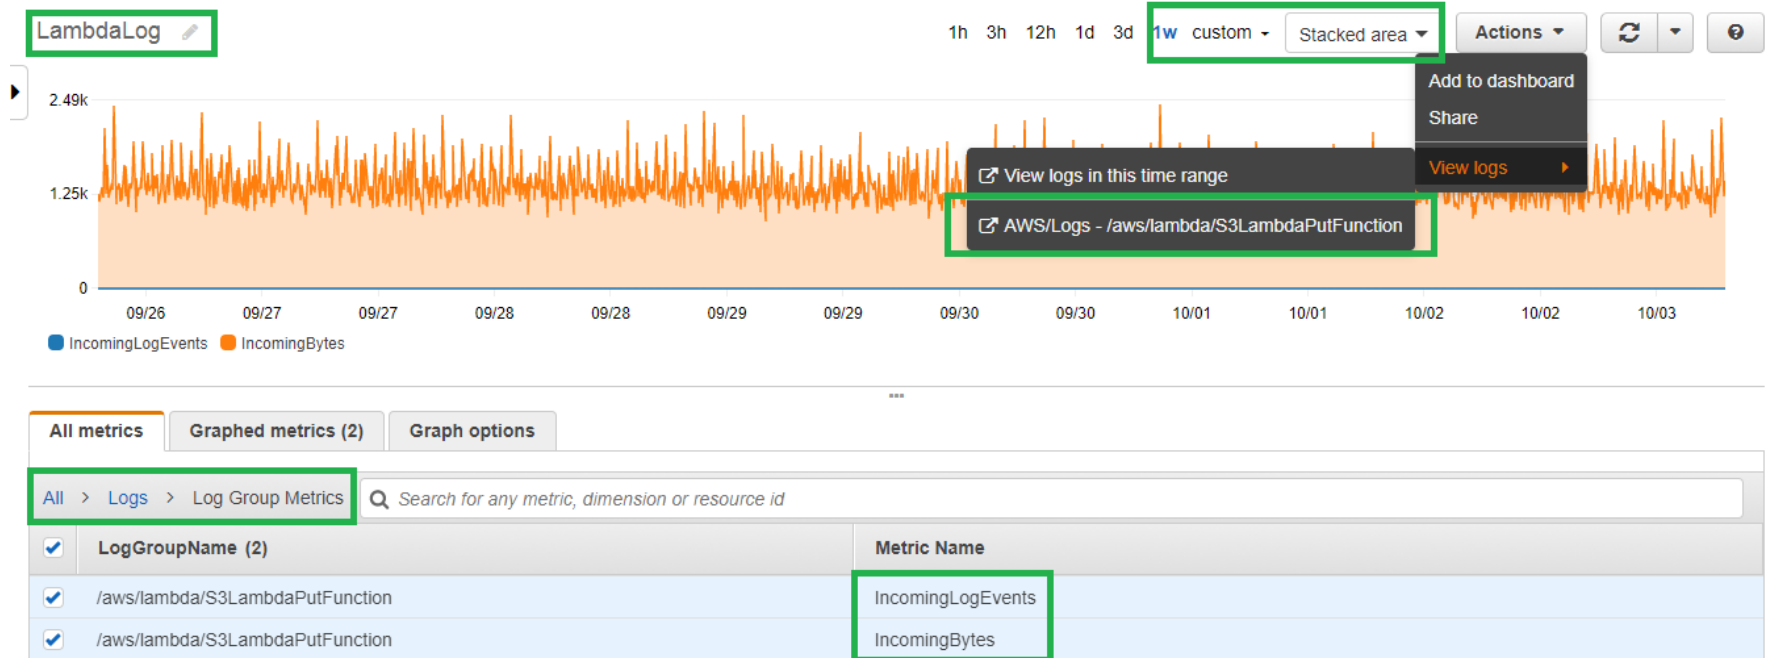 LambdaLog
1h 3h 12h 1d 3d 1w custom Stacked area Actions
Add to dashboard
Share
View logs
View logs in this time range
AWS/Logs - /aws/lambda/S3LambdaPutFunction
2.49k
1.25k
0
09/26 09/27 09/27 09/28 09/28 09/29 09/29 09/30 09/30 10/01 10/01 10/02 10/02 10/03
IncomingLogEvents IncomingBytes
All metrics Graphed metrics (2) Graph options
All > Logs > Log Group Metrics Search for any metric, dimension or resource id
LogGroupName (2) Metric Name
/aws/lambda/S3LambdaPutFunction IncomingLogEvents
/aws/lambda/S3LambdaPutFunction IncomingBytes